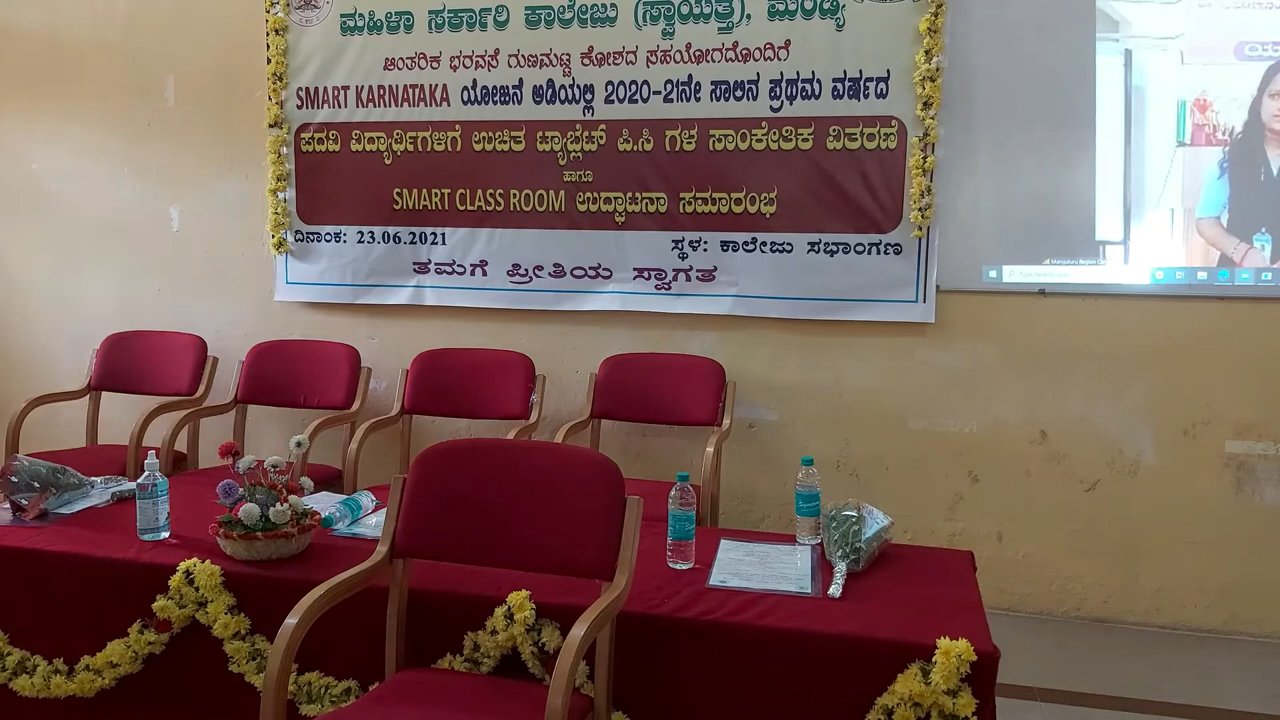 ಮಹಿಳಾ ಸರ್ಕಾರಿ ಕಾಲೇಜು (ಸ್ವಾಯತ್ತ), ಮಂಡ್ಯ
ಆಂತರಿಕ ಭರವಸೆ ಗುಣಮಟ್ಟ ಕೋಶದ ಸಹಯೋಗದೊಂದಿಗೆ
SMART KARNATAKA ಯೋಜನೆ ಅಡಿಯಲ್ಲಿ 2020-21ನೇ ಸಾಲಿನ ಪ್ರಥಮ ವರ್ಷದ
ಪದವಿ ವಿದ್ಯಾರ್ಥಿಗಳಿಗೆ ಉಚಿತ ಟ್ಯಾಬ್ಲೆಟ್ ಪಿ.ಸಿ ಗಳ ಸಾಂಕೇತಿಕ ವಿತರಣೆ
ಹಾಗೂ
SMART CLASS ROOM ಉದ್ಘಾಟನಾ ಸಮಾರಂಭ
ದಿನಾಂಕ: 23.06.2021 ಸ್ಥಳ: ಕಾಲೇಜು ಸಭಾಂಗಣ
ತಮಗೆ ಪ್ರೀತಿಯ ಸ್ವಾಗತ
Mangaluru Region